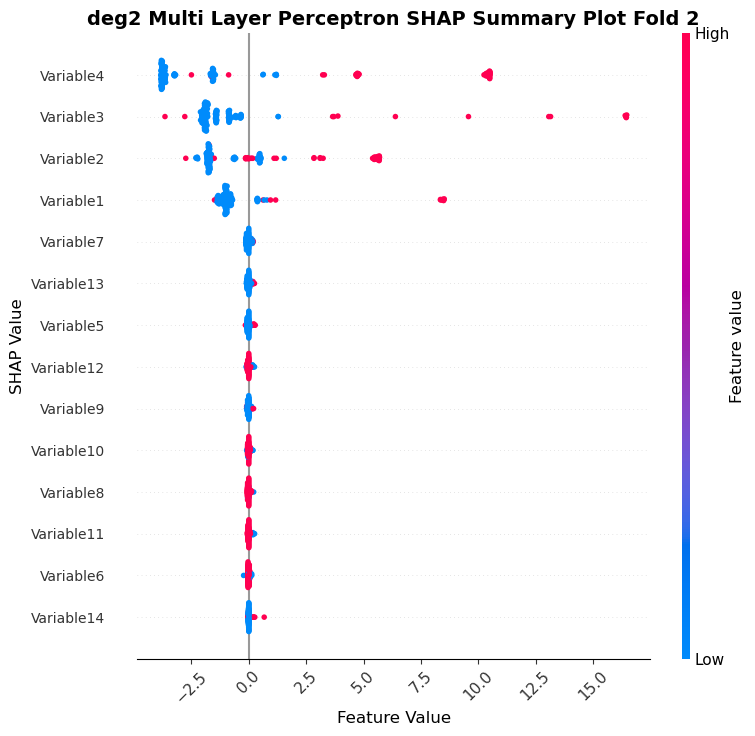 deg2 Multi Layer Perceptron SHAP Summary Plot Fold 2
High
Variable4
Variable3
Variable2
Variable1
Variable7
Variable13
Variable5
Variable12
Variable9
Variable10
Variable8
Variable11
Variable6
Variable14
SHAP Value
Feature value
Low
−2.5
0.0
2.5
5.0
7.5
10.0
12.5
15.0
Feature Value